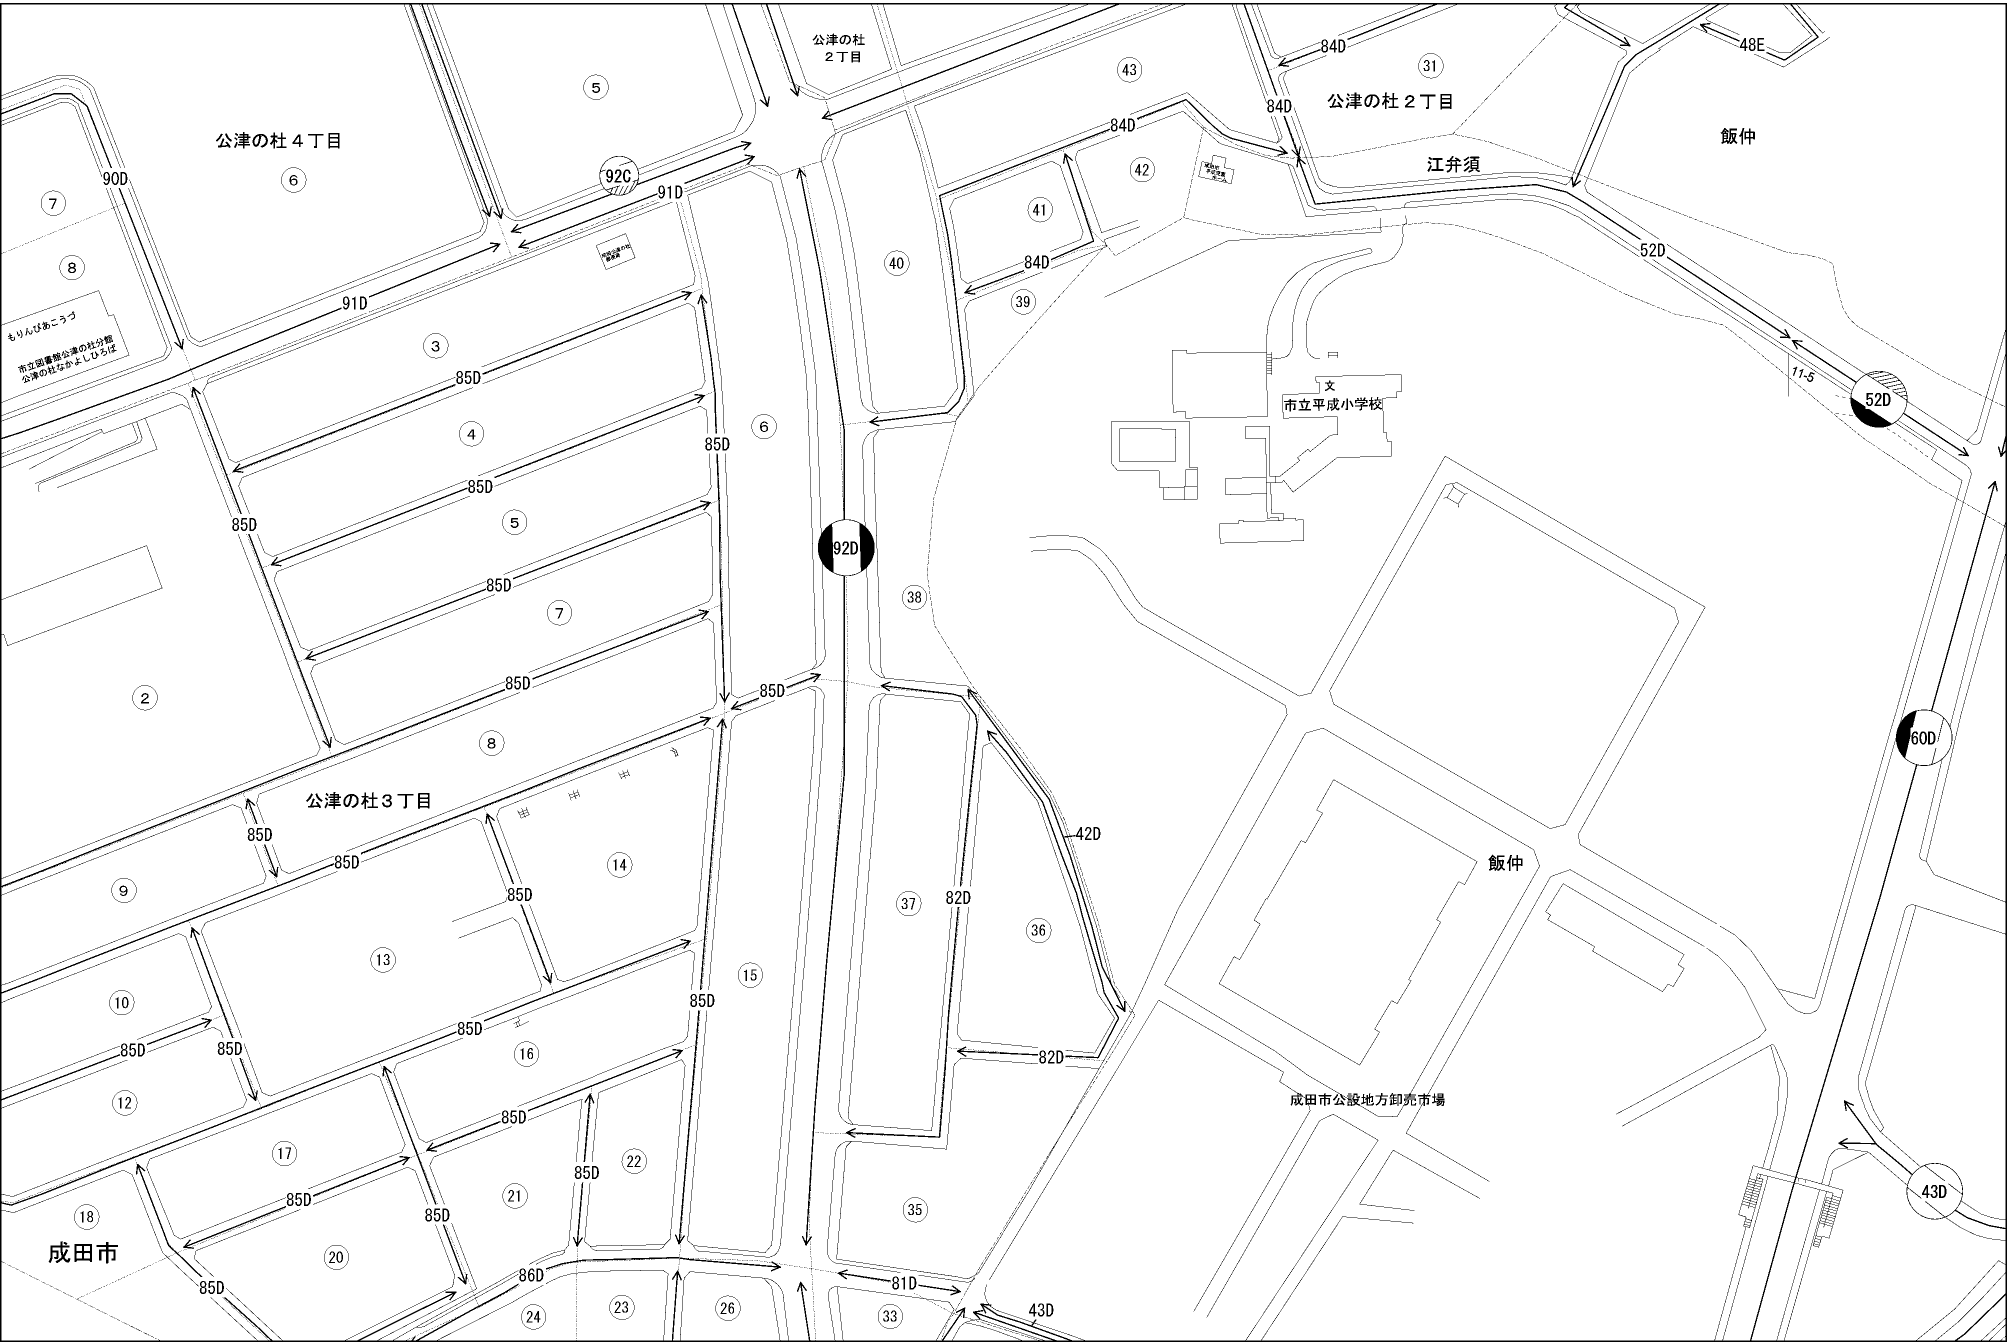 公津の杜
２丁目
84D
48E
43
31
5
公津の杜２丁目
84D
84D
飯仲
公津の杜４丁目
江弁須
42
92C
90D
6
91D
7
41
52D
8
40
84D
91D
39
もりんぴあこうづ
市立図書館公津の杜分館
公津の杜なかよしひろば
3
85D
11-5
文
市立平成小学校
52D
4
6
85D
85D
5
85D
92D
85D
38
7
85D
85D
2
60D
8
公津の杜３丁目
85D
42D
85D
14
飯仲
9
85D
82D
37
36
13
15
10
85D
85D
85D
85D
16
82D
12
成田市公設地方卸売市場
85D
17
22
85D
21
85D
43D
35
18
85D
成田市
20
86D
81D
85D
23
26
43D
24
33